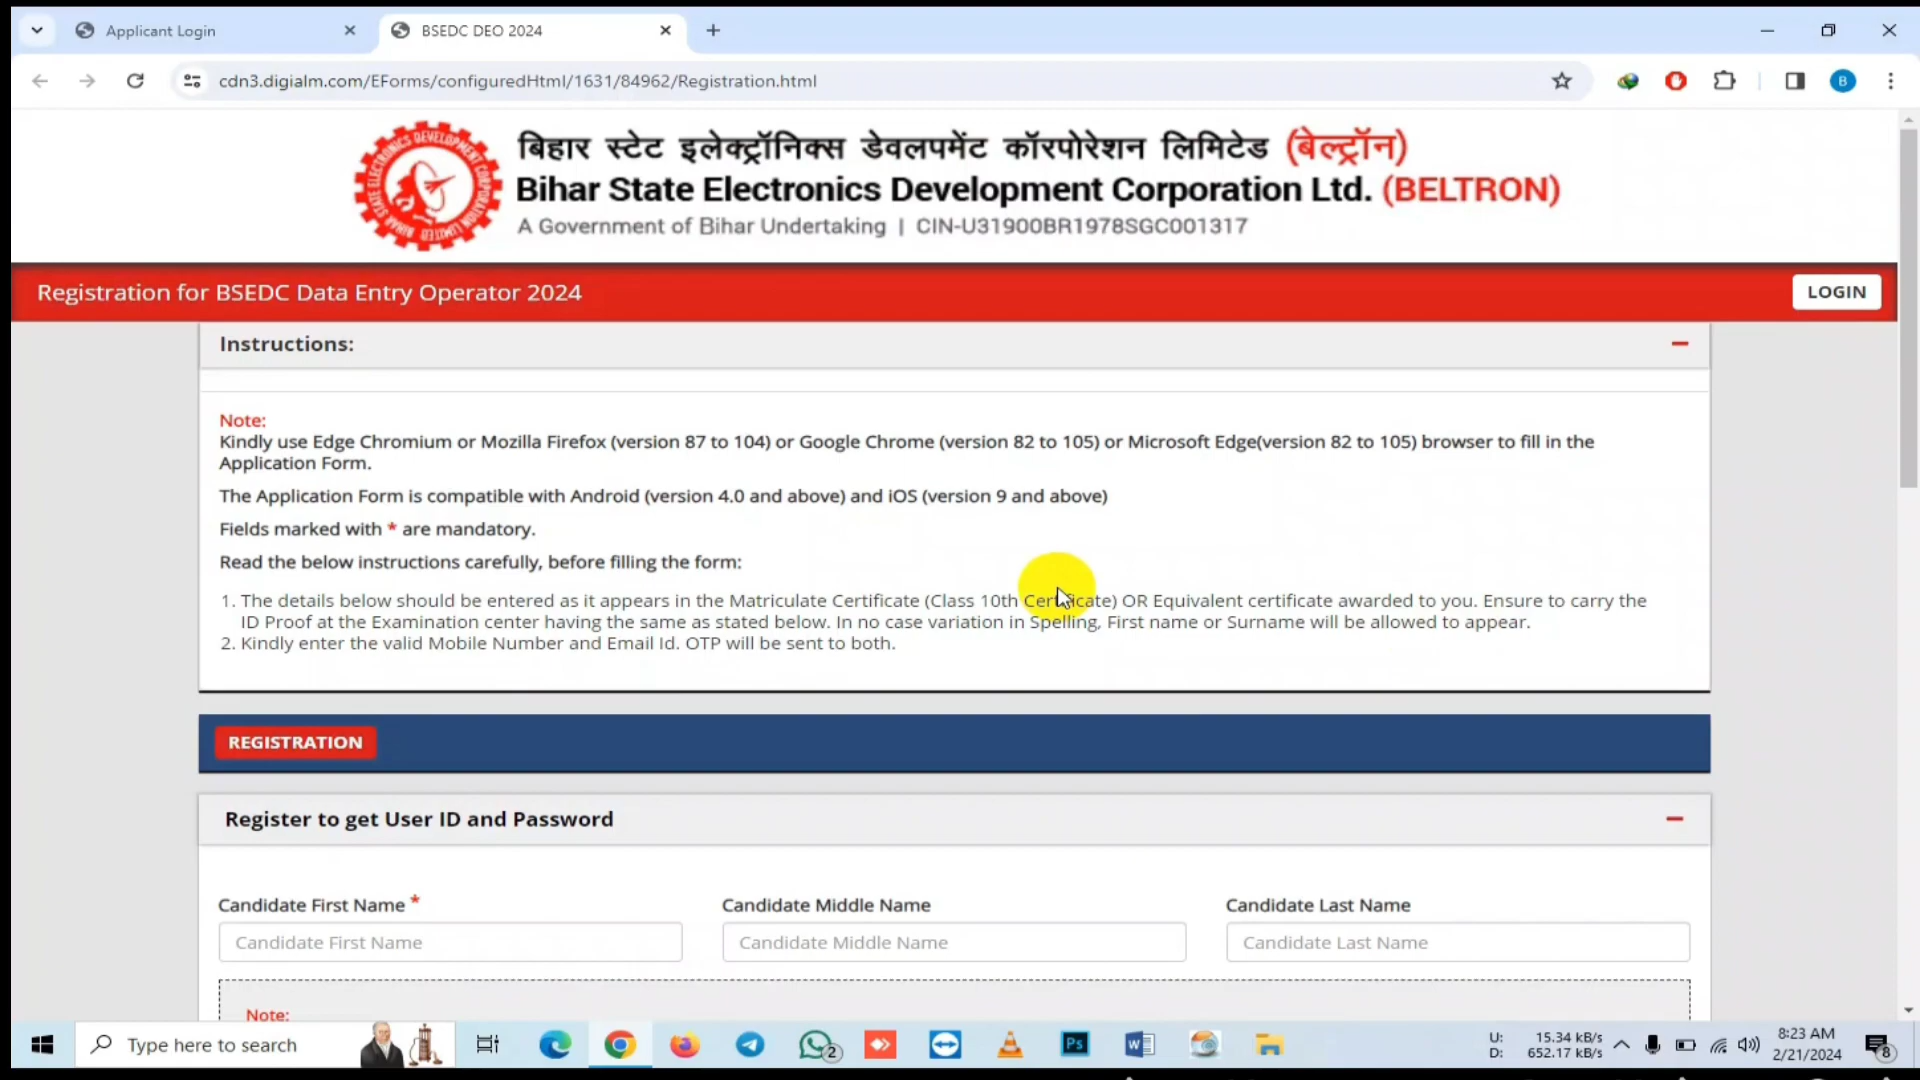 Applicant Login
BSEDC DEO 2024
cdn3.digialm.com/EForms/configuredHtml/1631/84962/Registration.html
B
बिहार स्टेट इलेक्ट्रॉनिक्स डेवलपमेंट कॉरपोरेशन लिमिटेड (बेल्ट्रॉन)
Bihar State Electronics Development Corporation Ltd. (BELTRON)
A Government of Bihar Undertaking | CIN-U31900BR1978SGC001317
Registration for BSEDC Data Entry Operator 2024
LOGIN
Instructions:
Note:
Kindly use Edge Chromium or Mozilla Firefox (version 87 to 104) or Google Chrome (version 82 to 105) or Microsoft Edge(version 82 to 105) browser to fill in the
Application Form.
The Application Form is compatible with Android (version 4.0 and above) and iOS (version 9 and above)
Fields marked with * are mandatory.
Read the below instructions carefully, before filling the form:
1. The details below should be entered as it appears in the Matriculate Certificate (Class 10th Certificate) OR Equivalent certificate awarded to you. Ensure to carry the
ID Proof at the Examination center having the same as stated below. In no case variation in Spelling, First name or Surname will be allowed to appear.
2. Kindly enter the valid Mobile Number and Email Id. OTP will be sent to both.
REGISTRATION
Register to get User ID and Password
Candidate First Name *
Candidate Middle Name
Candidate Last Name
Candidate First Name
Candidate Middle Name
Candidate Last Name
Note:
Type here to search
2
Ps
W
U: 15.34 kB/s
D: 652.17 kB/s
8:23 AM
2/21/2024
8